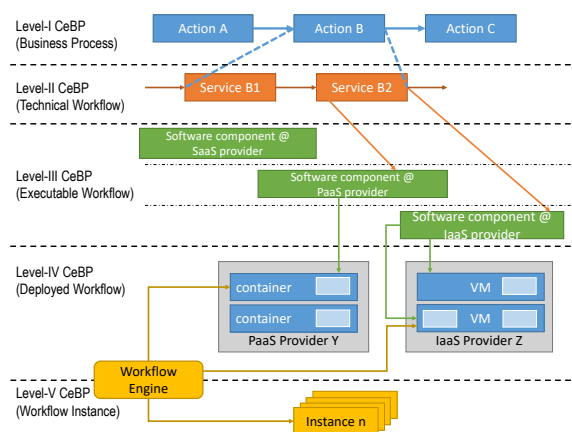 Level-I CeBP
(Business Process)
Action A
Action B
Action C
Level-II CeBP
(Technical Workflow)
Service B1
Service B2
Software component @
SaaS provider
Level-III CeBP
(Executable Workflow)
Software component @
PaaS provider
Software component @
IaaS provider
Level-IV CeBP
(Deployed Workflow)
container
container
PaaS Provider Y
VM
VM
IaaS Provider Z
Workflow
Engine
Level-V CeBP
(Workflow Instance)
Instance n